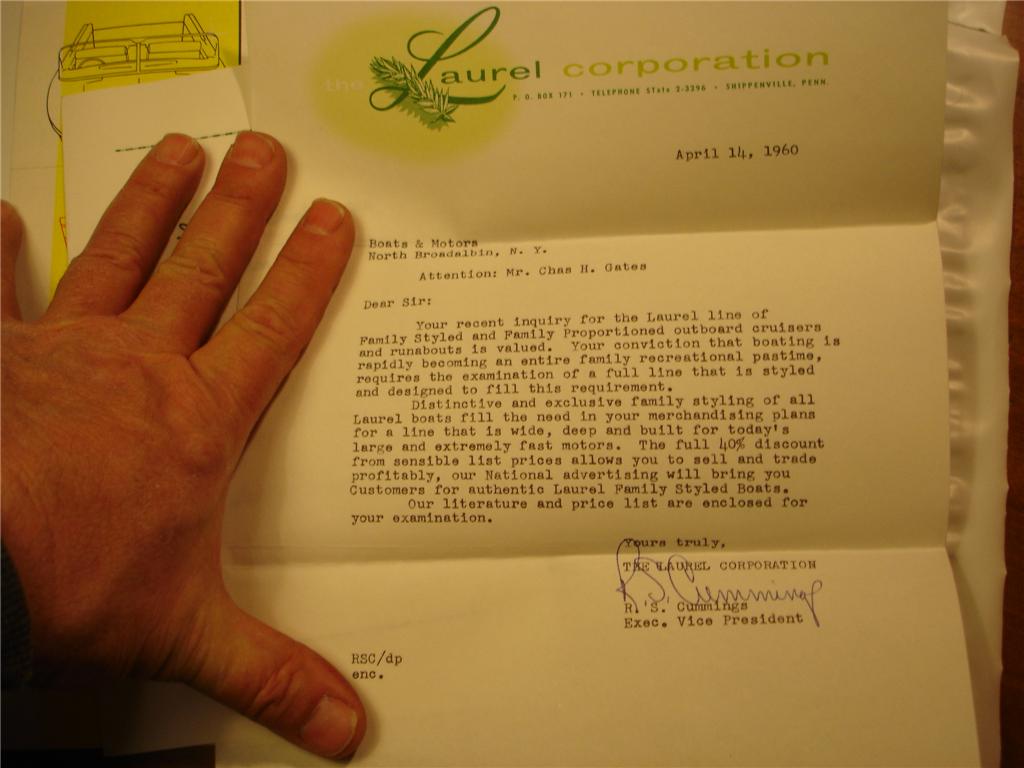 the Laurel corporation
P. O. BOX 171 • TELEPHONE STate 2-3296 • SHIPPENVILLE, PENN.
April 14, 1960
Boats & Motors
North Broadalbin, N. Y.
Attention: Mr. Chas H. Gates
Dear Sir:
Your recent inquiry for the Laurel line of
Family Styled and Family Proportioned outboard cruisers
and runabouts is valued. Your conviction that boating is
rapidly becoming an entire family recreational pastime,
requires the examination of a full line that is styled
and designed to fill this requirement.
Distinctive and exclusive family styling of all
Laurel boats fill the need in your merchandising plans
for a line that is wide, deep and built for today's
large and extremely fast motors. The full 40% discount
from sensible list prices allows you to sell and trade
profitably, our National advertising will bring you
Customers for authentic Laurel Family Styled Boats.
Our literature and price list are enclosed for
your examination.
Yours truly,
THE LAUREL CORPORATION
R. S. Cummings
R. S. Cummings
Exec. Vice President
RSC/dp
enc.